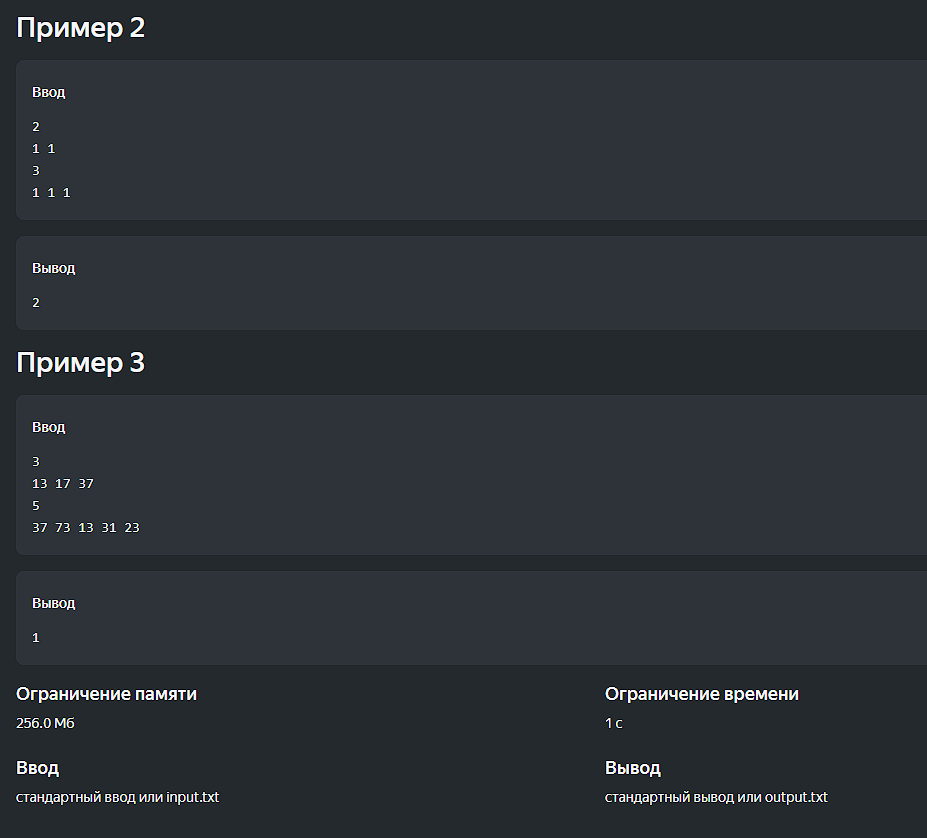 Пример 2
Ввод
2
1 1
3
1 1 1
Вывод
2
Пример 3
Ввод
3
13 17 37
5
37 73 13 31 23
Вывод
1
Ограничение памяти
256.0 Мб
Ограничение времени
1 с
Ввод
стандартный ввод или input.txt
Вывод
стандартный вывод или output.txt